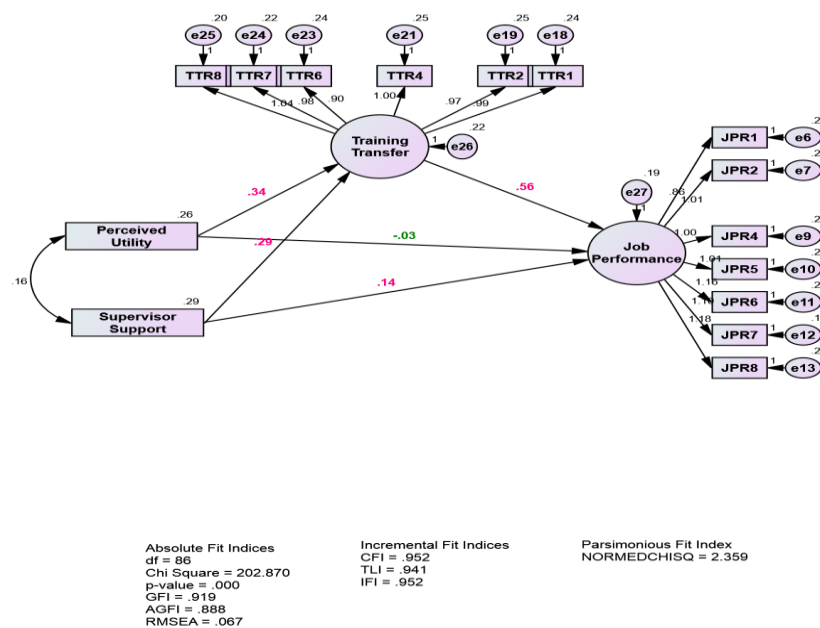 .20 .22 .24 .25 .25 .24
e25 e24 e23 e21 e19 e18
1 1 1 1 1 1
TTR8 TTR7 TTR6 TTR4 TTR2 TTR1
1.04 .98 .90 1.00 .97 .99
.22
Training
Transfer
1
e26
.34
.56
.29
-.03
.14
.26
Perceived
Utility
.16
.29
Supervisor
Support
.19
e27
1
Job
Performance
.86
1.01
1.00
1.01
1.16
1.18
JPR1 1 e6
JPR2 1 e7
JPR4 1 e9
JPR5 1 e10
JPR6 1 e11
JPR7 1 e12
JPR8 1 e13
Absolute Fit Indices
df = 86
Chi Square = 202.870
p-value = .000
GFI = .919
AGFI = .888
RMSEA = .067
Incremental Fit Indices
CFI = .952
TLI = .941
IFI = .952
Parsimonious Fit Index
NORMEDCHISQ = 2.359